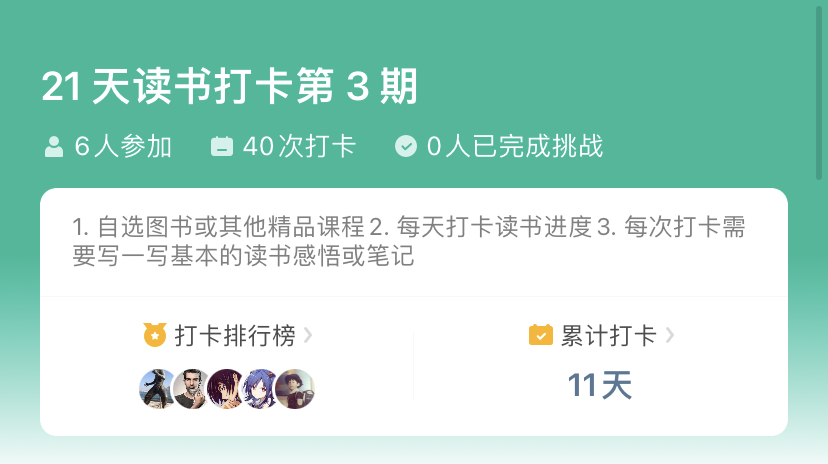 21 天读书打卡第 3 期
6人参加 40次打卡 0人已完成挑战
1. 自选图书或其他精品课程2. 每天打卡读书进度3. 每次打卡需
要写一写基本的读书感悟或笔记
打卡排行榜
累计打卡
11天